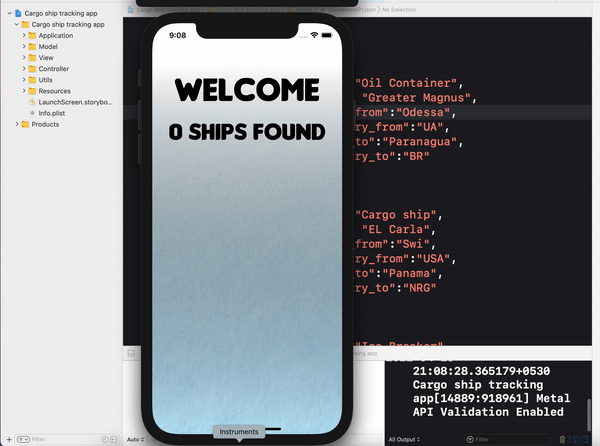 Cargo ship tracking app
Cargo ship tracking app
Application
Model
View
Controller
Utils
Resources
LaunchScreen.storybo...
Info.plist
Products
Filter
No Selection
9:08
WELCOME
0 SHIPS FOUND
"Oil Container",
"Greater Magnus",
from":"Odessa",
ry_from":"UA",
to":"Paranagua",
ry_to":"BR"
"Cargo ship",
"EL Carla",
from":"Swi",
ry_from":"USA",
to":"Panama",
ry_to":"NRG"
"Ice Breaker"
king app
21:08:28.365179+0530
Cargo ship tracking
app[14889:918961] Metal
API Validation Enabled
Instruments
Auto
All Output
Filter